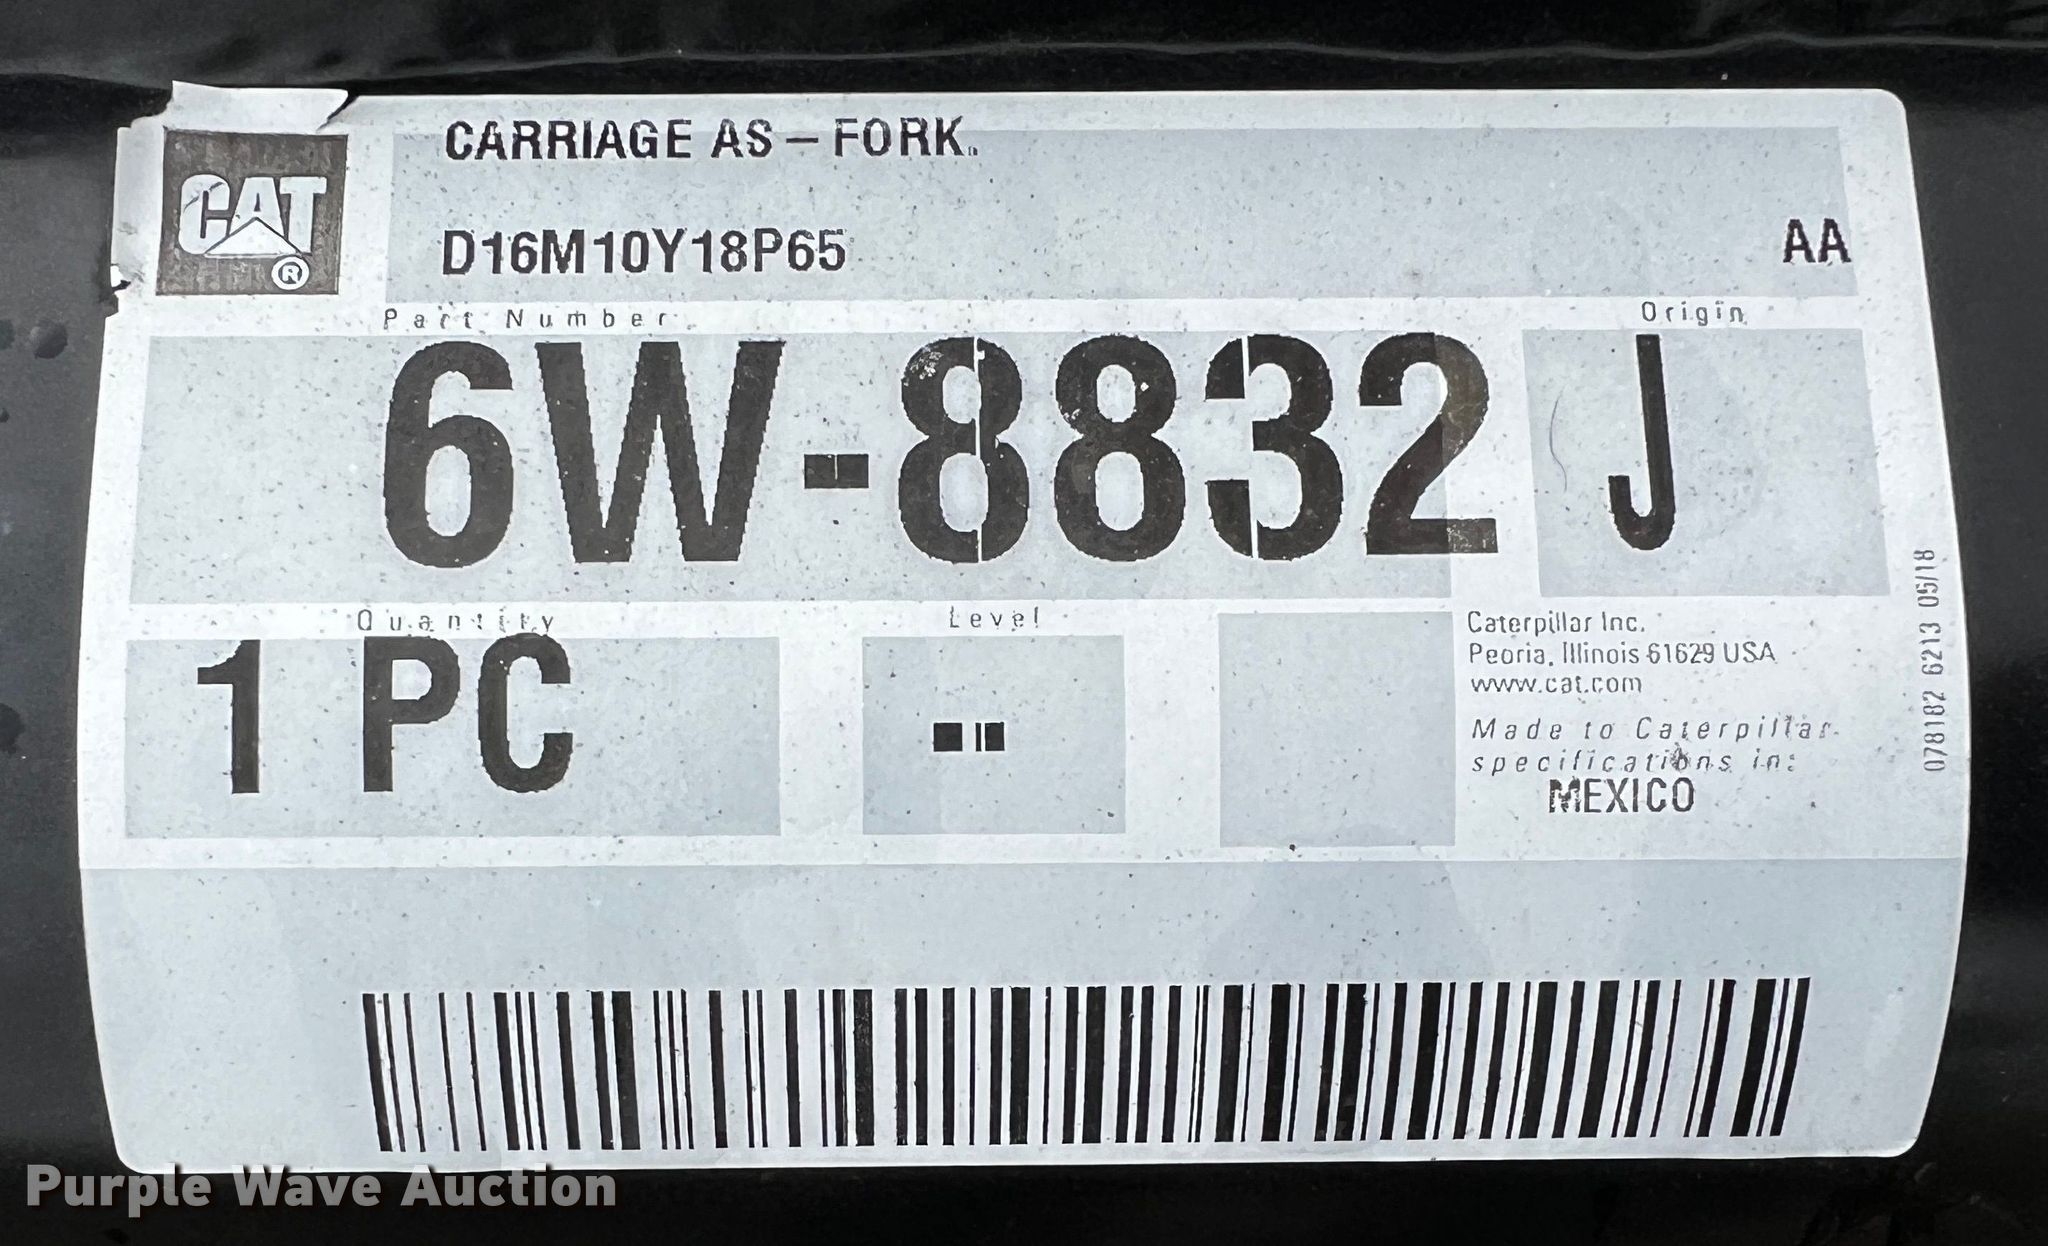 CARRIAGE AS - FORK.
CAT
®
D16M10Y18P65
AA
Part Number
Origin
6W-8832
J
Quantity
Level
1 PC
-
Caterpillar Inc.
Peoria, Illinois 61629 USA
www.cat.com
Made to Caterpillar
specifications in:
MEXICO
078182 6213 05/18
Purple Wave Auction